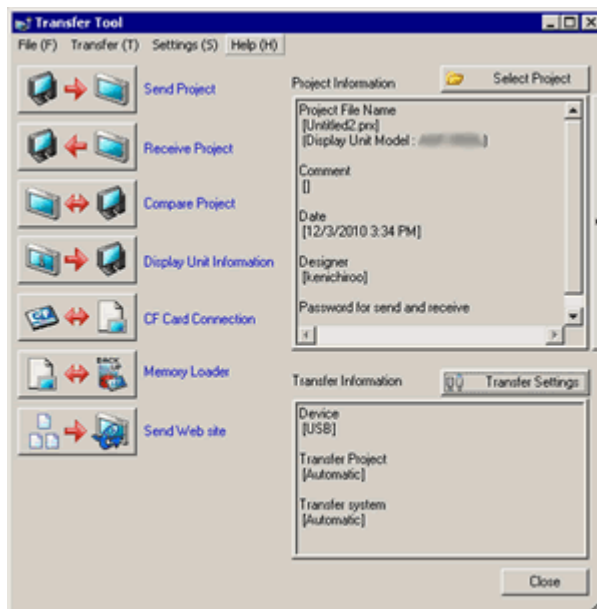 Transfer Tool
File (F) Transfer (T) Settings (S) Help (H)
Send Project
Receive Project
Compare Project
Display Unit Information
CF Card Connection
Memory Loader
BACK UP
Send Web site
Project Information
Select Project
Project File Name
[Untitled2.prx]
(Display Unit Model : )
Comment
[]
Date
[12/3/2010 3:34 PM]
Designer
[kenichiroo]
Password for send and receive
Transfer Information
Transfer Settings
Device
[USB]
Transfer Project
[Automatic]
Transfer system
[Automatic]
Close